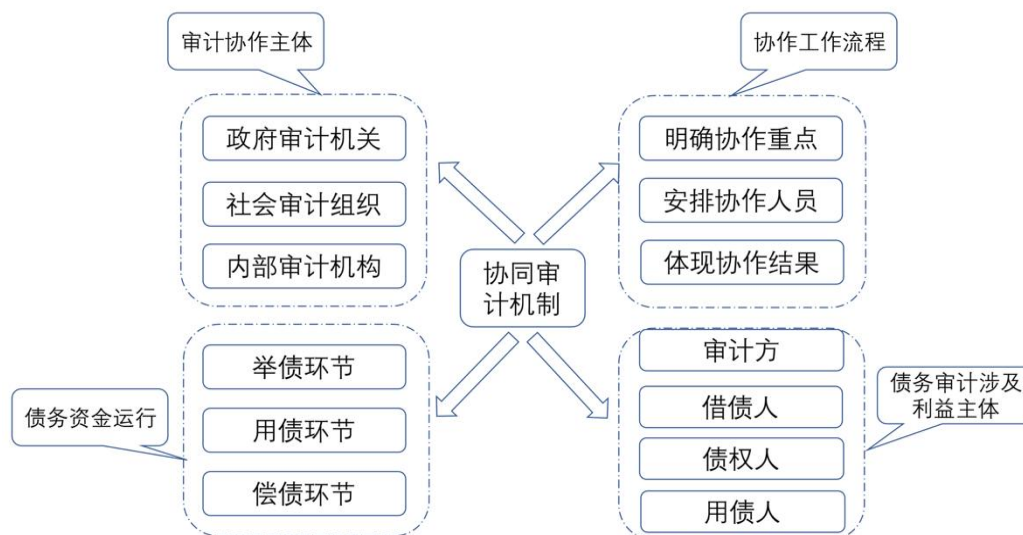 审计协作主体
政府审计机关
社会审计组织
内部审计机构
协作工作流程
明确协作重点
安排协作人员
体现协作结果
协同审
计机制
债务资金运行
举债环节
用债环节
偿债环节
审计方
借债人
债权人
用债人
债务审计涉及
利益主体